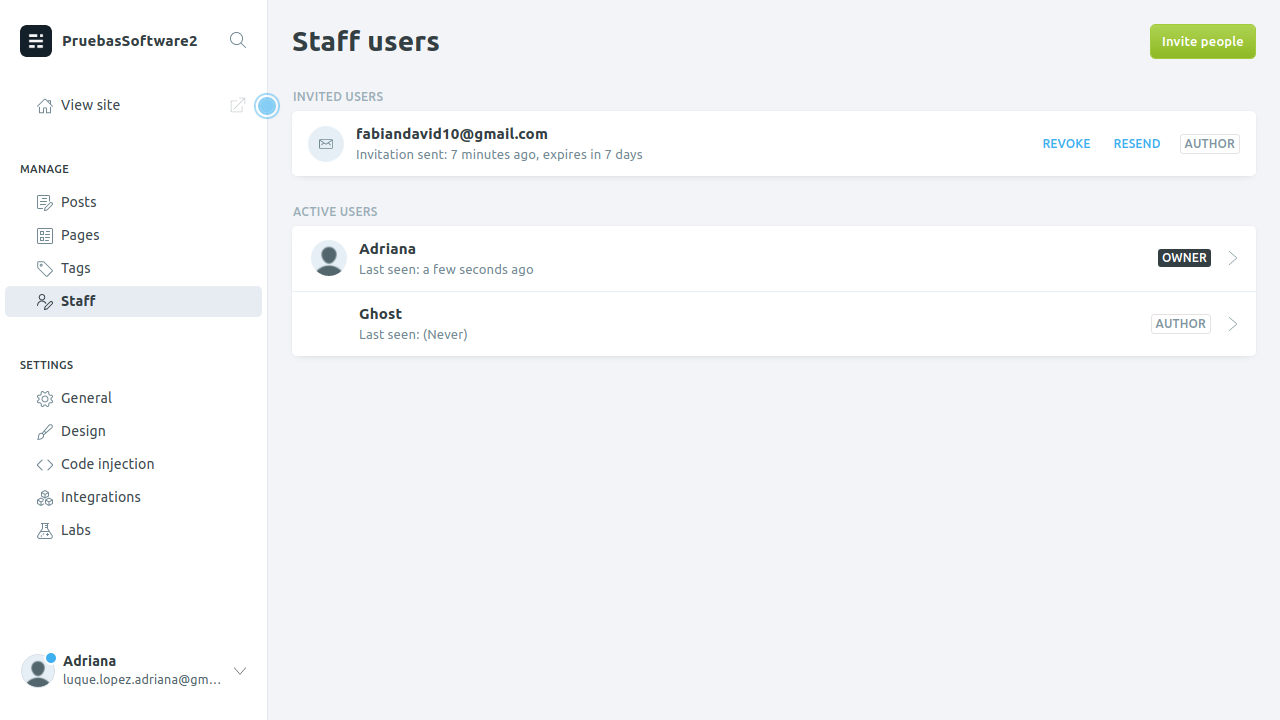 PruebasSoftware2
View site
MANAGE
Posts
Pages
Tags
Staff
SETTINGS
General
Design
Code injection
Integrations
Labs
Adriana
luque.lopez.adriana@gm...
Staff users
Invite people
INVITED USERS
fabiandavid10@gmail.com
Invitation sent: 7 minutes ago, expires in 7 days
REVOKE RESEND AUTHOR
ACTIVE USERS
Adriana
Last seen: a few seconds ago
OWNER
Ghost
Last seen: (Never)
AUTHOR